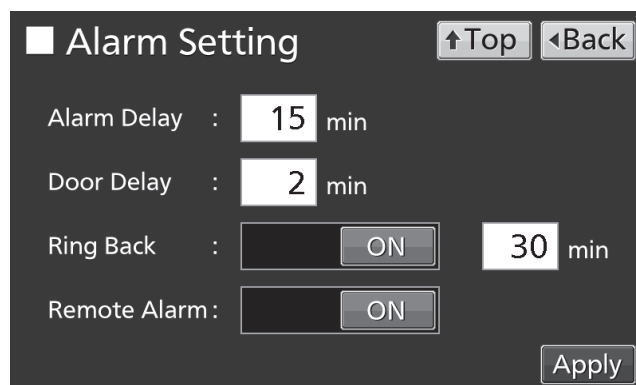 Alarm Setting Top Back
Alarm Delay : 15 min
Door Delay : 2 min
Ring Back : ON 30 min
Remote Alarm : ON
Apply